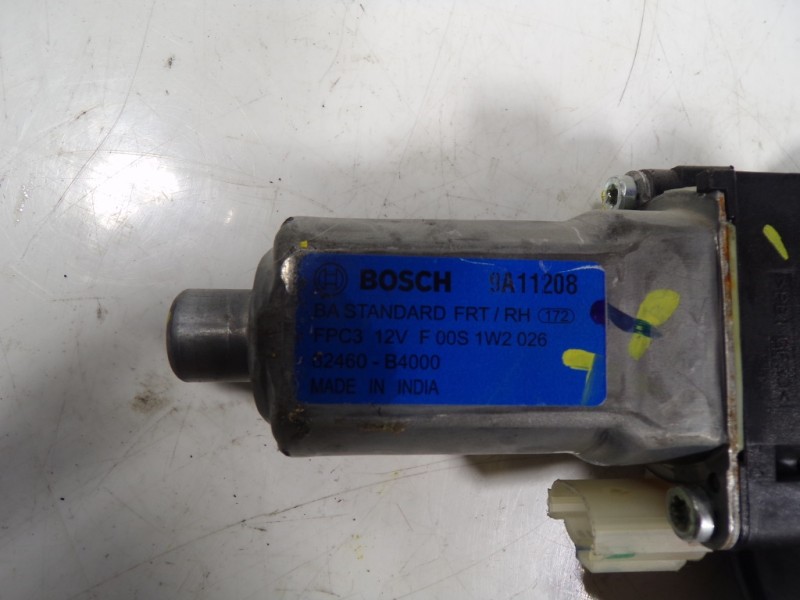 BOSCH 9A11208
BA STANDARD FRT / RH 172
FPC3 12V F 00S 1W2 026
82460 - B4000
MADE IN INDIA